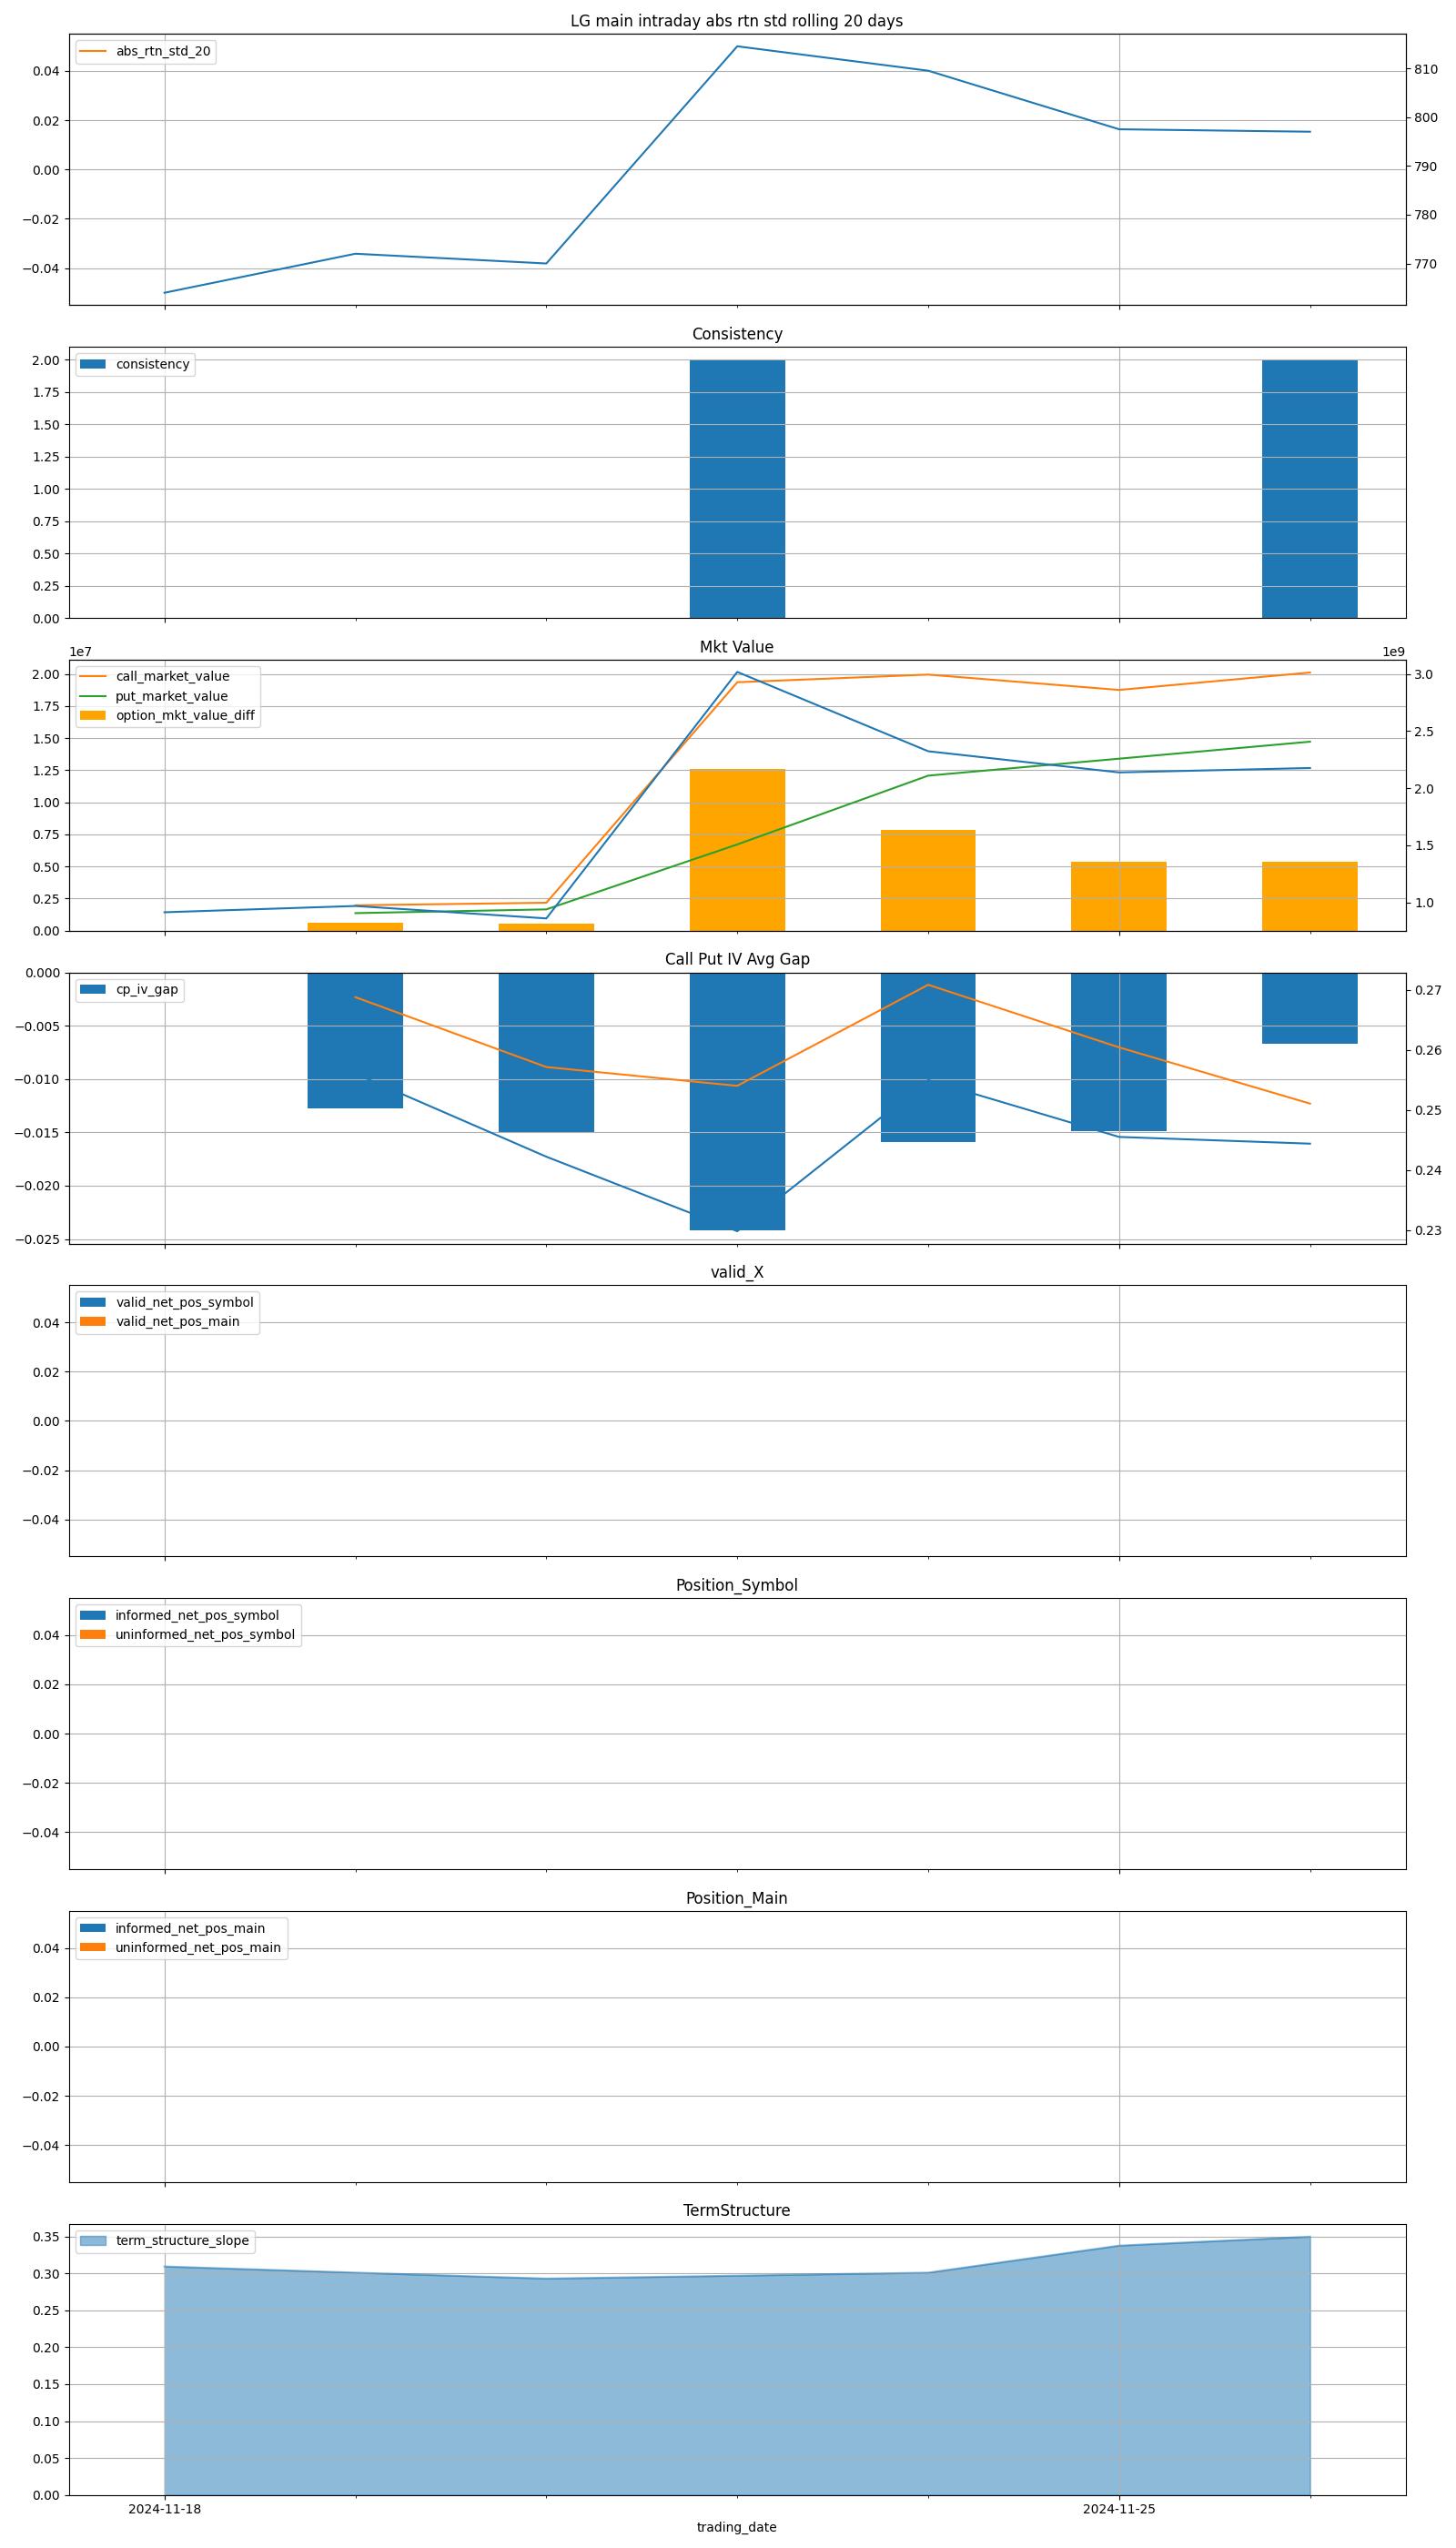 LG main intraday abs rtn std rolling 20 days
abs_rtn_std_20
0.04
0.02
0.00
−0.02
−0.04
810
800
790
780
770
Consistency
consistency
2.00
1.75
1.50
1.25
1.00
0.75
0.50
0.25
0.00
Mkt Value
1e7
1e9
call_market_value
put_market_value
option_mkt_value_diff
2.00
1.75
1.50
1.25
1.00
0.75
0.50
0.25
0.00
3.0
2.5
2.0
1.5
1.0
Call Put IV Avg Gap
cp_iv_gap
0.000
−0.005
−0.010
−0.015
−0.020
−0.025
0.27
0.26
0.25
0.24
0.23
valid_X
valid_net_pos_symbol
valid_net_pos_main
0.04
0.02
0.00
−0.02
−0.04
Position_Symbol
informed_net_pos_symbol
uninformed_net_pos_symbol
0.04
0.02
0.00
−0.02
−0.04
Position_Main
informed_net_pos_main
uninformed_net_pos_main
0.04
0.02
0.00
−0.02
−0.04
TermStructure
term_structure_slope
0.35
0.30
0.25
0.20
0.15
0.10
0.05
0.00
2024-11-18
2024-11-25
trading_date